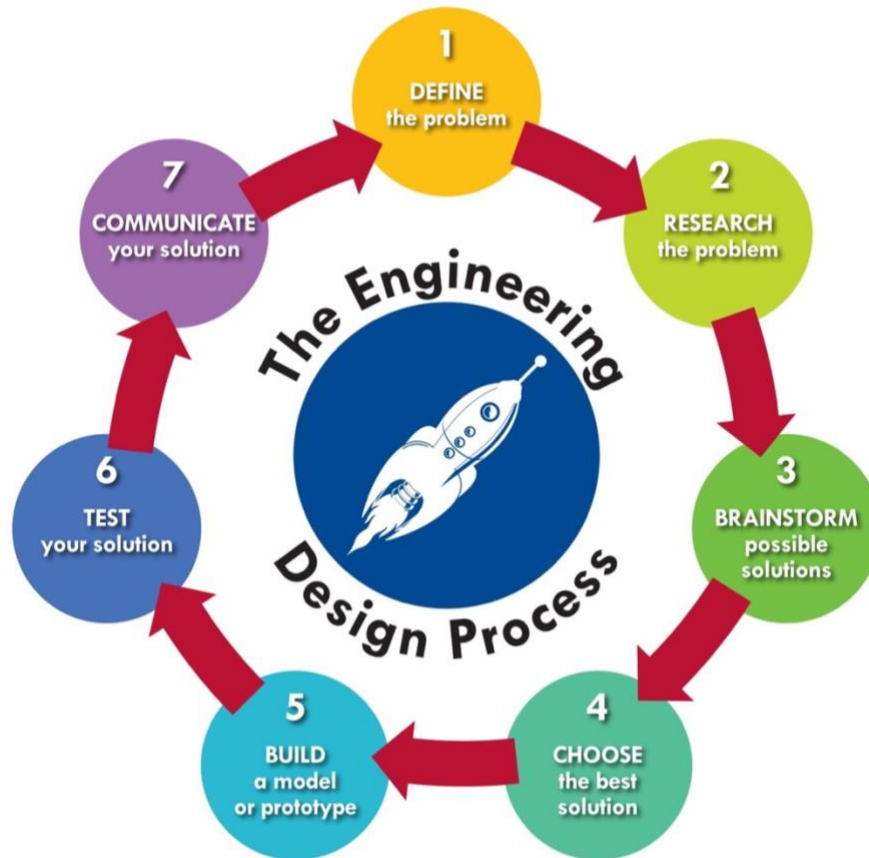 1
DEFINE
the problem
2
RESEARCH
the problem
3
BRAINSTORM
possible
solutions
4
CHOOSE
the best
solution
5
BUILD
a model
or prototype
6
TEST
your solution
7
COMMUNICATE
your solution
The Engineering
Design Process